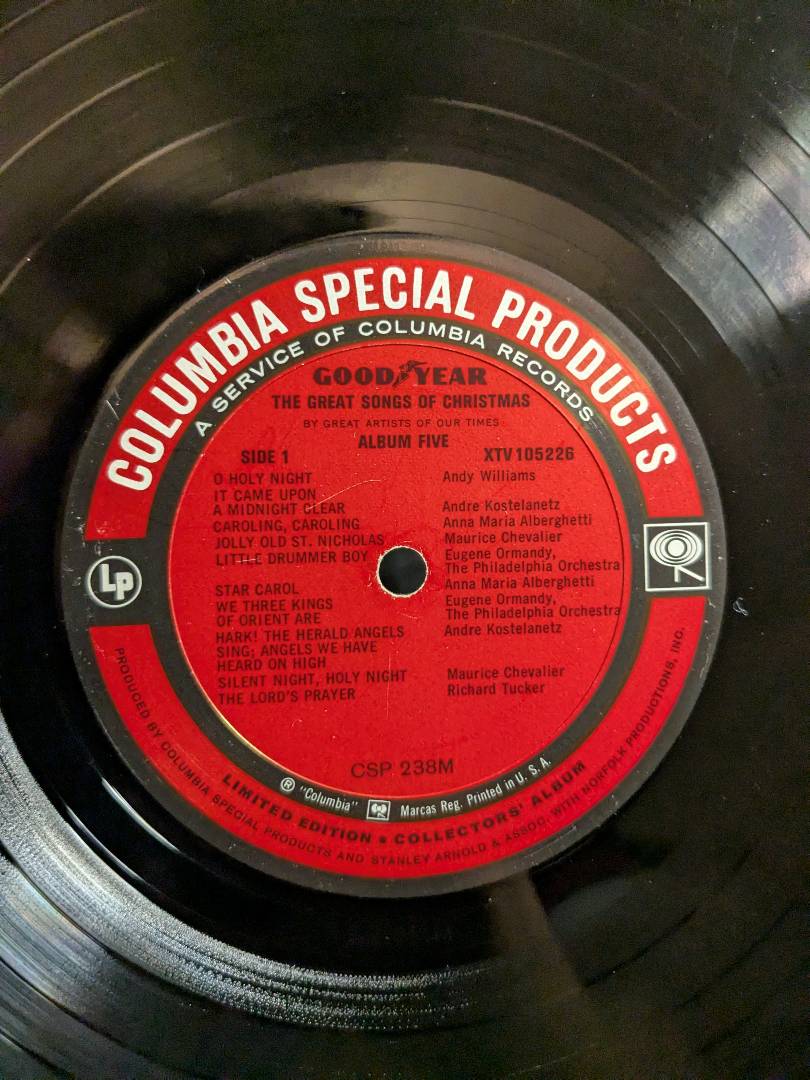 COLUMBIA SPECIAL PRODUCTS
A SERVICE OF COLUMBIA RECORDS
GOOD YEAR
THE GREAT SONGS OF CHRISTMAS
BY GREAT ARTISTS OF OUR TIMES
ALBUM FIVE
SIDE 1 XTV 105226
O HOLY NIGHT Andy Williams
IT CAME UPON
A MIDNIGHT CLEAR Andre Kostelanetz
CAROLING, CAROLING Anna Maria Alberghetti
JOLLY OLD ST. NICHOLAS Maurice Chevalier
LITTLE DRUMMER BOY Eugene Ormandy,
The Philadelphia Orchestra
STAR CAROL Anna Maria Alberghetti
WE THREE KINGS Eugene Ormandy,
OF ORIENT ARE The Philadelphia Orchestra
HARK! THE HERALD ANGELS Andre Kostelanetz
SING; ANGELS WE HAVE
HEARD ON HIGH
SILENT NIGHT, HOLY NIGHT Maurice Chevalier
THE LORD'S PRAYER Richard Tucker
LP
CSP 238M
® "Columbia" Marcas Reg. Printed in U. S. A.
LIMITED EDITION • COLLECTORS' ALBUM
PRODUCED BY COLUMBIA SPECIAL PRODUCTS AND STANLEY ARNOLD & ASSOC. WITH NORFOLK PRODUCTIONS, INC.